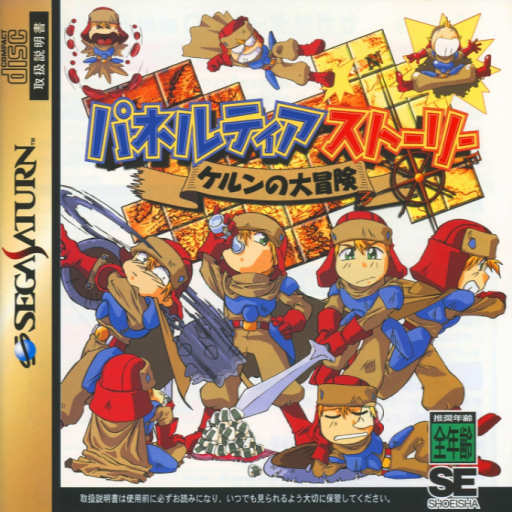 COMPACT
disc
取扱説明書
SEGA SATURN™
パネルティア ストーリー
ケルンの大冒険
推奨年齢
全年齢
SE
SHOEISHA
取扱説明書は使用前に必ずお読みになり、いつでも見られるよう大切に保管してください。